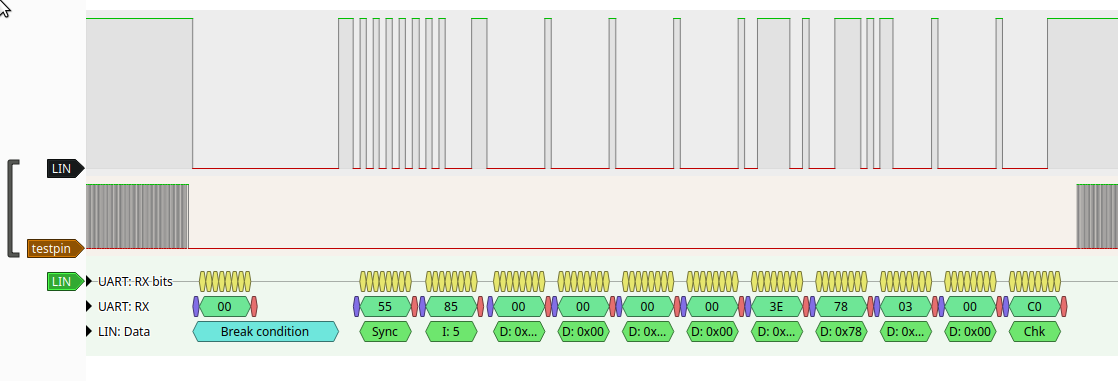 LIN
testpin
LIN UART: RX bits
UART: RX 00 55 85 00 00 00 00 3E 78 03 00 C0
LIN: Data Break condition Sync I: 5 D: 0x... D: 0x00 D: 0x... D: 0x00 D: 0x... D: 0x78 D: 0x... D: 0x00 Chk